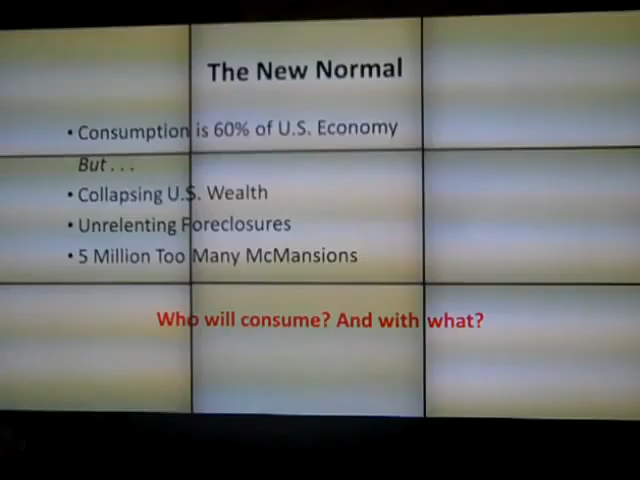 The New Normal
• Consumption is 60% of U.S. Economy
But . . .
• Collapsing U.S. Wealth
• Unrelenting Foreclosures
• 5 Million Too Many McMansions
Who will consume? And with what?